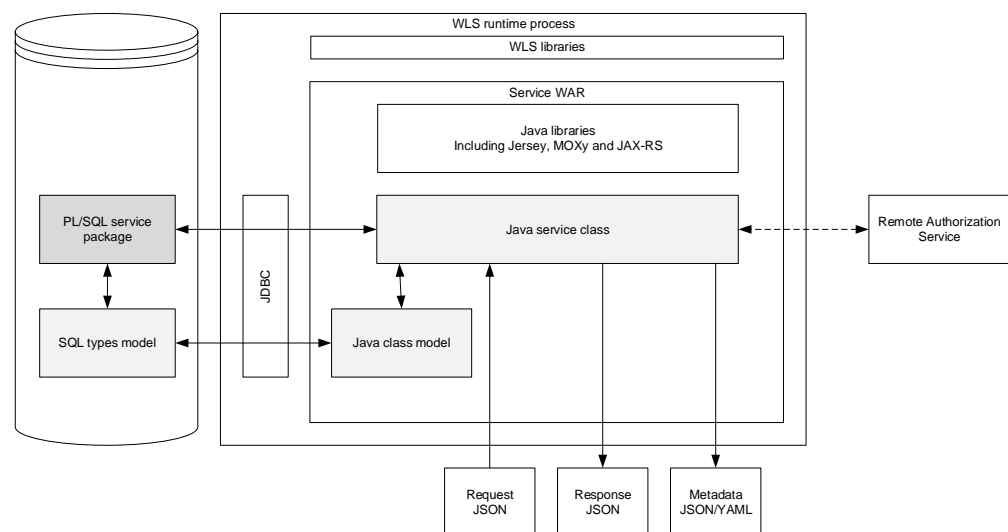 WLS runtime process
WLS libraries
Service WAR
Java libraries
Including Jersey, MOXy and JAX-RS
PL/SQL service
package
JDBC
Java service class
Remote Authorization
Service
SQL types model
Java class model
Request
JSON
Response
JSON
Metadata
JSON/YAML